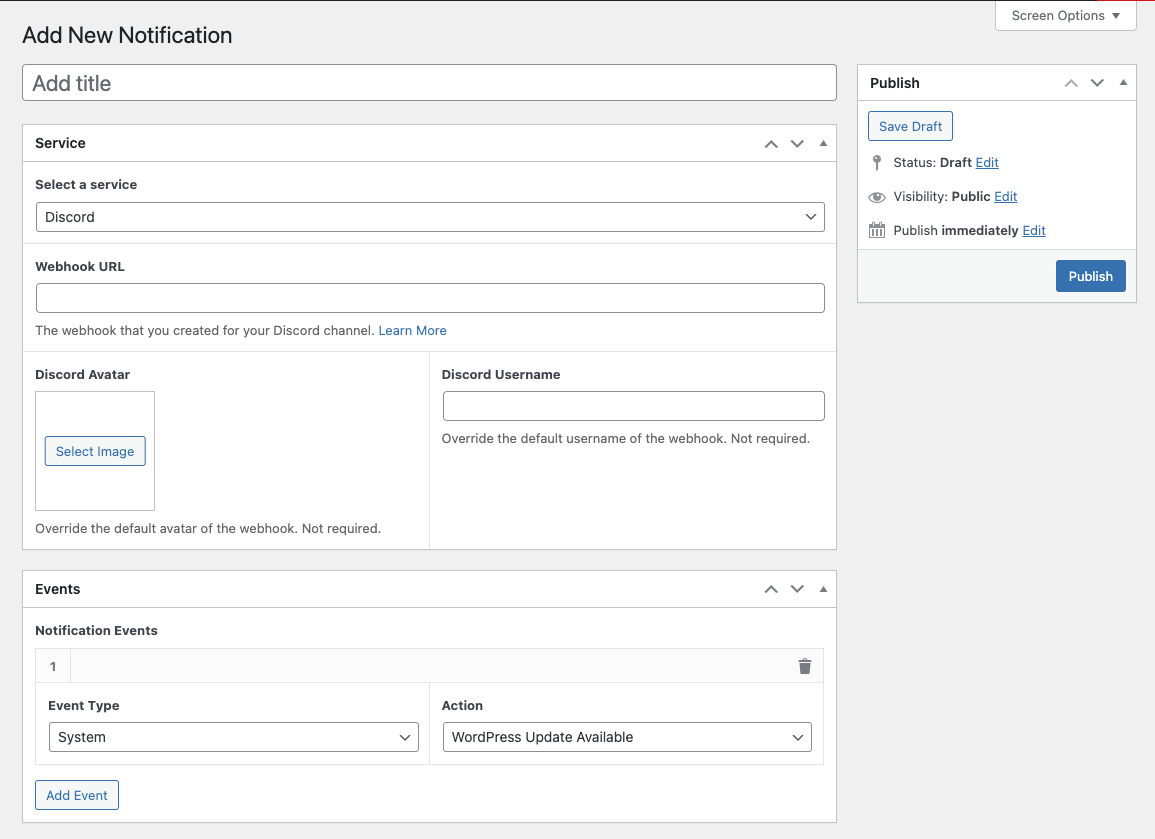 Screen Options
Add New Notification
Add title
Service
Select a service
Discord
Webhook URL
The webhook that you created for your Discord channel. Learn More
Discord Avatar
Select Image
Override the default avatar of the webhook. Not required.
Discord Username
Override the default username of the webhook. Not required.
Events
Notification Events
1
Event Type
System
Action
WordPress Update Available
Add Event
Publish
Save Draft
Status: Draft Edit
Visibility: Public Edit
Publish immediately Edit
Publish